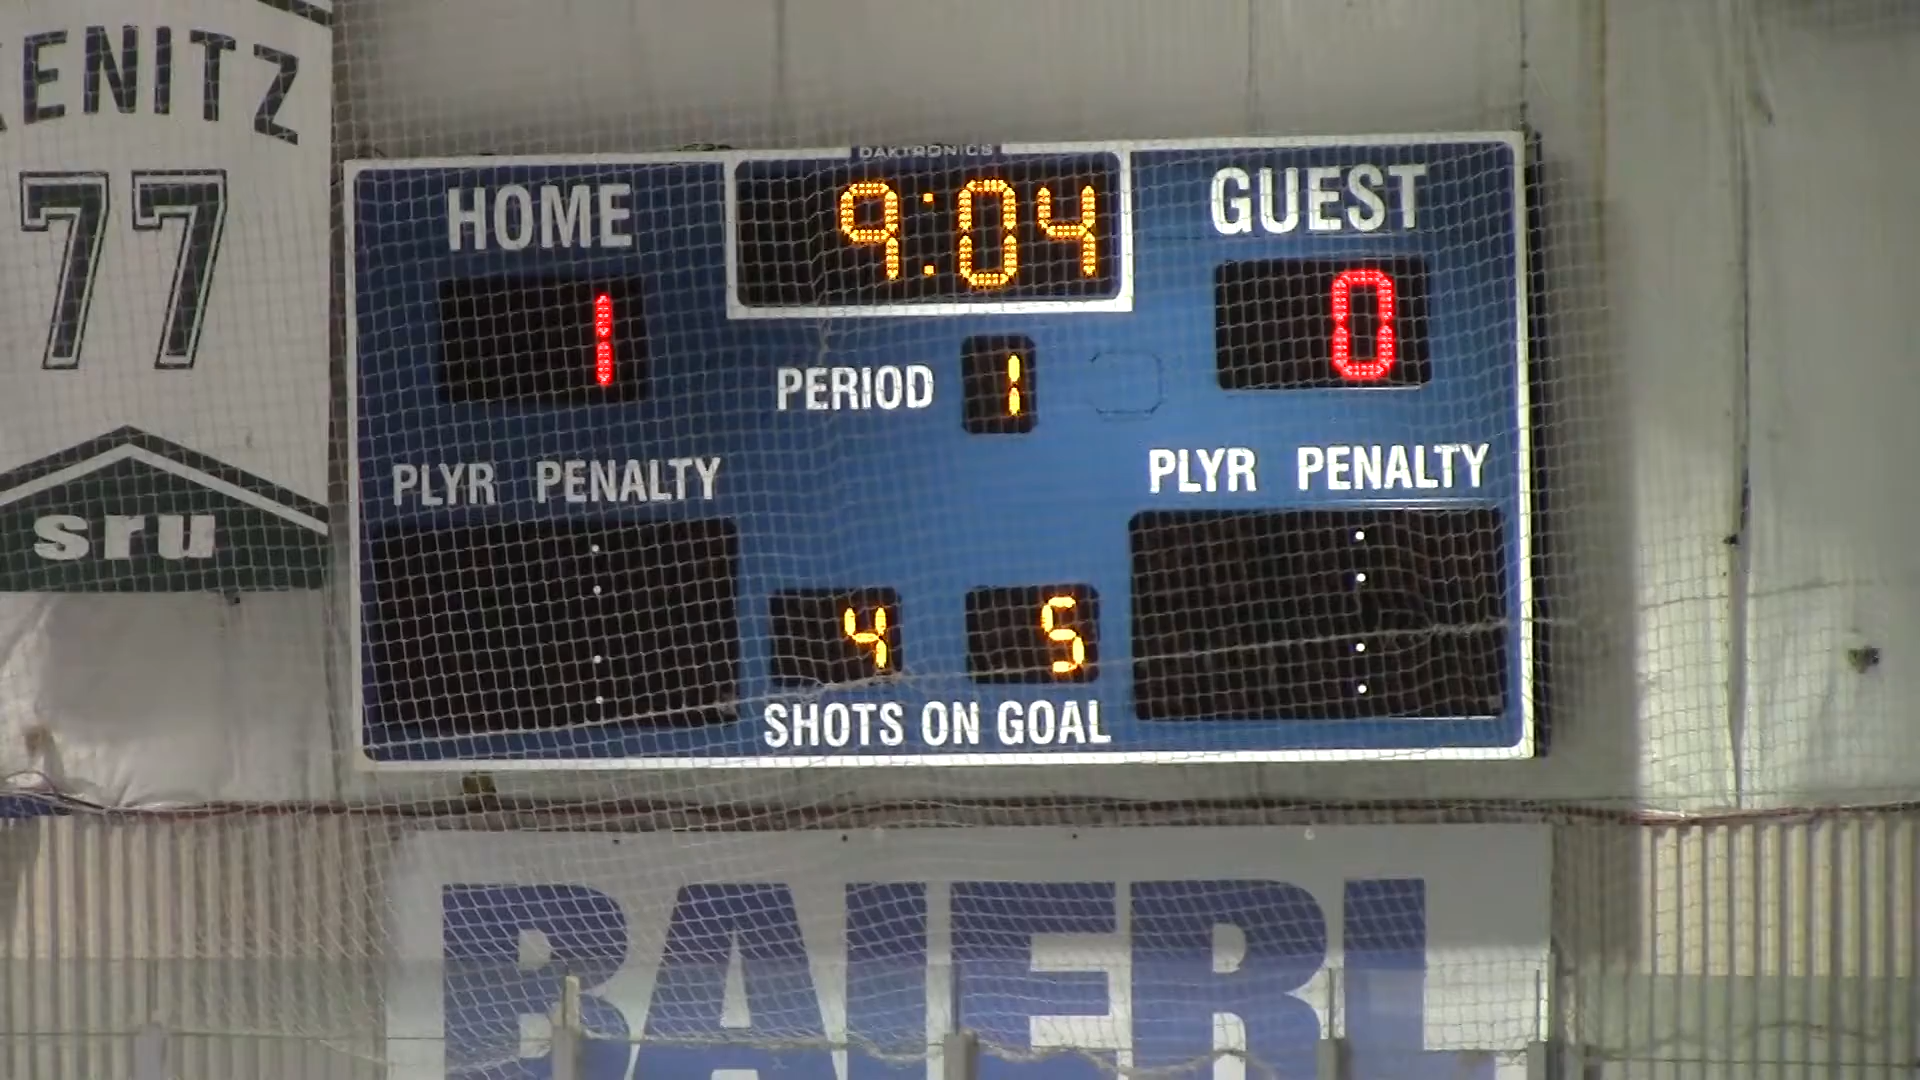 ENITZ
77
sru
DAKTRONICS
HOME 9:04 GUEST
1 0
PERIOD 1
PLYR PENALTY PLYR PENALTY
4 5
SHOTS ON GOAL
BAIERL